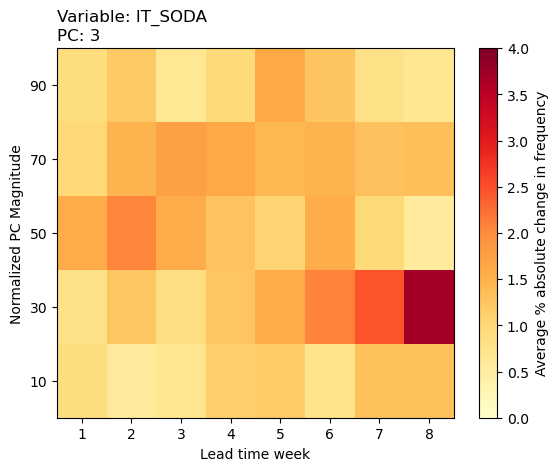 Variable: IT_SODA
PC: 3
90
70
50
30
10
Normalized PC Magnitude
1 2 3 4 5 6 7 8
Lead time week
4.0
3.5
3.0
2.5
2.0
1.5
1.0
0.5
0.0
Average % absolute change in frequency